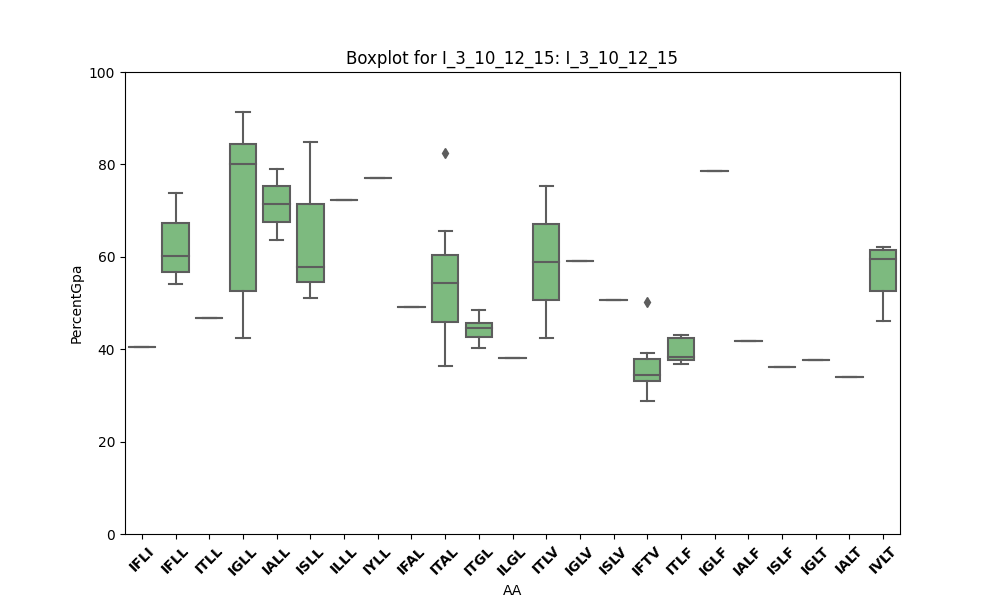 Boxplot for I_3_10_12_15: I_3_10_12_15
100
80
60
40
20
0
PercentGpa
IFLI
IFLL
ITLL
IGLL
IALL
ISLL
ILLL
IYLL
IFAL
ITAL
ITGL
ILGL
ITLV
IGLV
ISLV
IFTV
ITLF
IGLF
IALF
ISLF
IGLT
IALT
IVLT
AA